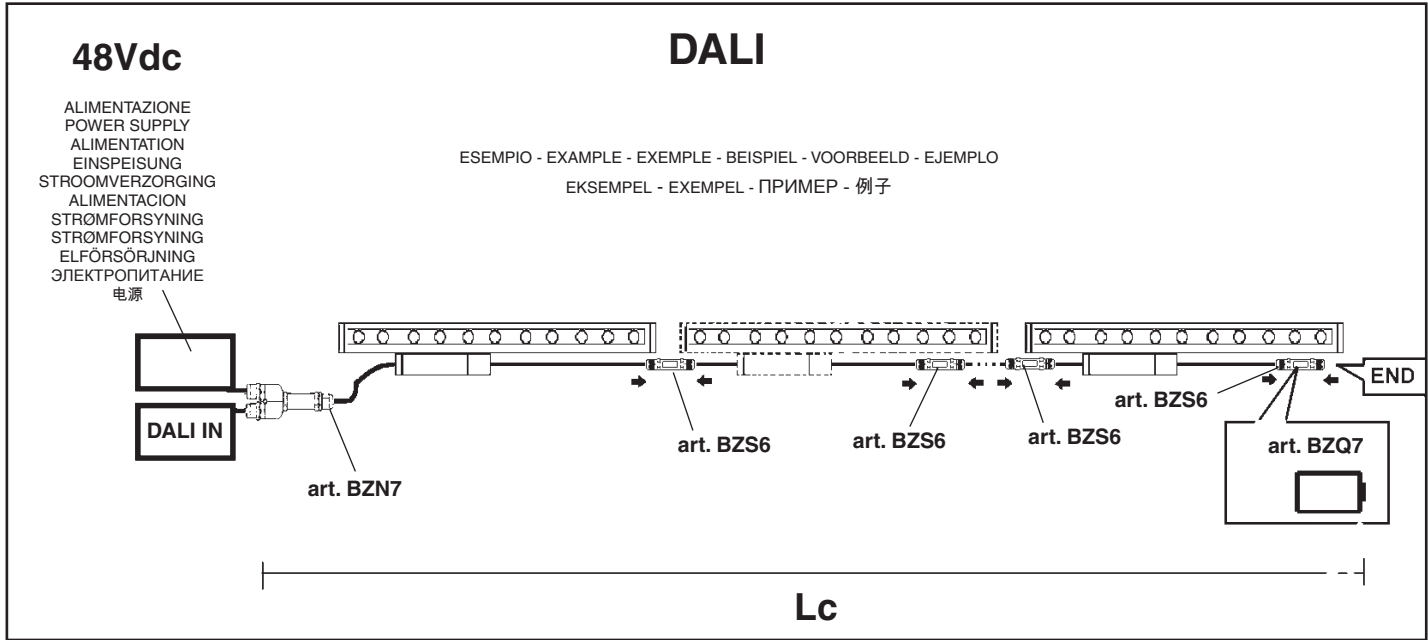 48Vdc
DALI
ALIMENTAZIONE
POWER SUPPLY
ALIMENTATION
EINSPEISUNG
STROOMVERZORGING
ALIMENTACION
STRØMFORSYNING
STRØMFORSYNING
ELFÖRSÖRJNING
ЭЛЕКТРОПИТАНИЕ
电源
ESEMPIO - EXAMPLE - EXEMPLE - BEISPIEL - VOORBEELD - EJEMPLO
EKSEMPEL - EXEMPEL - ПРИМЕР - 例子
DALI IN
art. BZN7
art. BZS6
art. BZS6
art. BZS6
art. BZS6
END
art. BZQ7
Lc